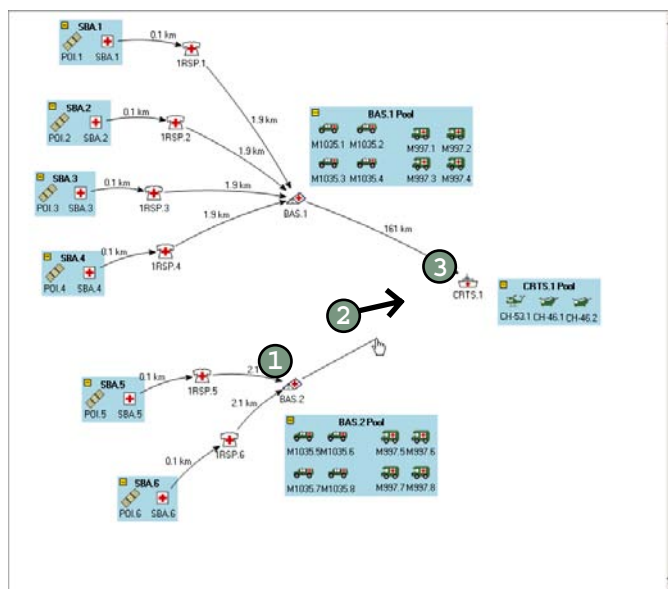 SBA.1
POI.1 SBA.1
0.1 km
1RSP.1
1.9 km
SBA.2
POI.2 SBA.2
0.1 km
1RSP.2
1.9 km
SBA.3
POI.3 SBA.3
0.1 km
1RSP.3
1.9 km
SBA.4
POI.4 SBA.4
0.1 km
1RSP.4
1.9 km
BAS.1
BAS.1 Pool
M1035.1 M1035.2 M997.1 M997.2
M1035.3 M1035.4 M997.3 M997.4
161 km
3
CRTS.1
CRTS.1 Pool
CH-53.1 CH-46.1 CH-46.2
2
1
SBA.5
POI.5 SBA.5
0.1 km
1RSP.5
2.1
BAS.2
SBA.6
POI.6 SBA.6
0.1 km
1RSP.6
2.1 km
BAS.2 Pool
M1035.5 M1035.6 M997.5 M997.6
M1035.7 M1035.8 M997.7 M997.8